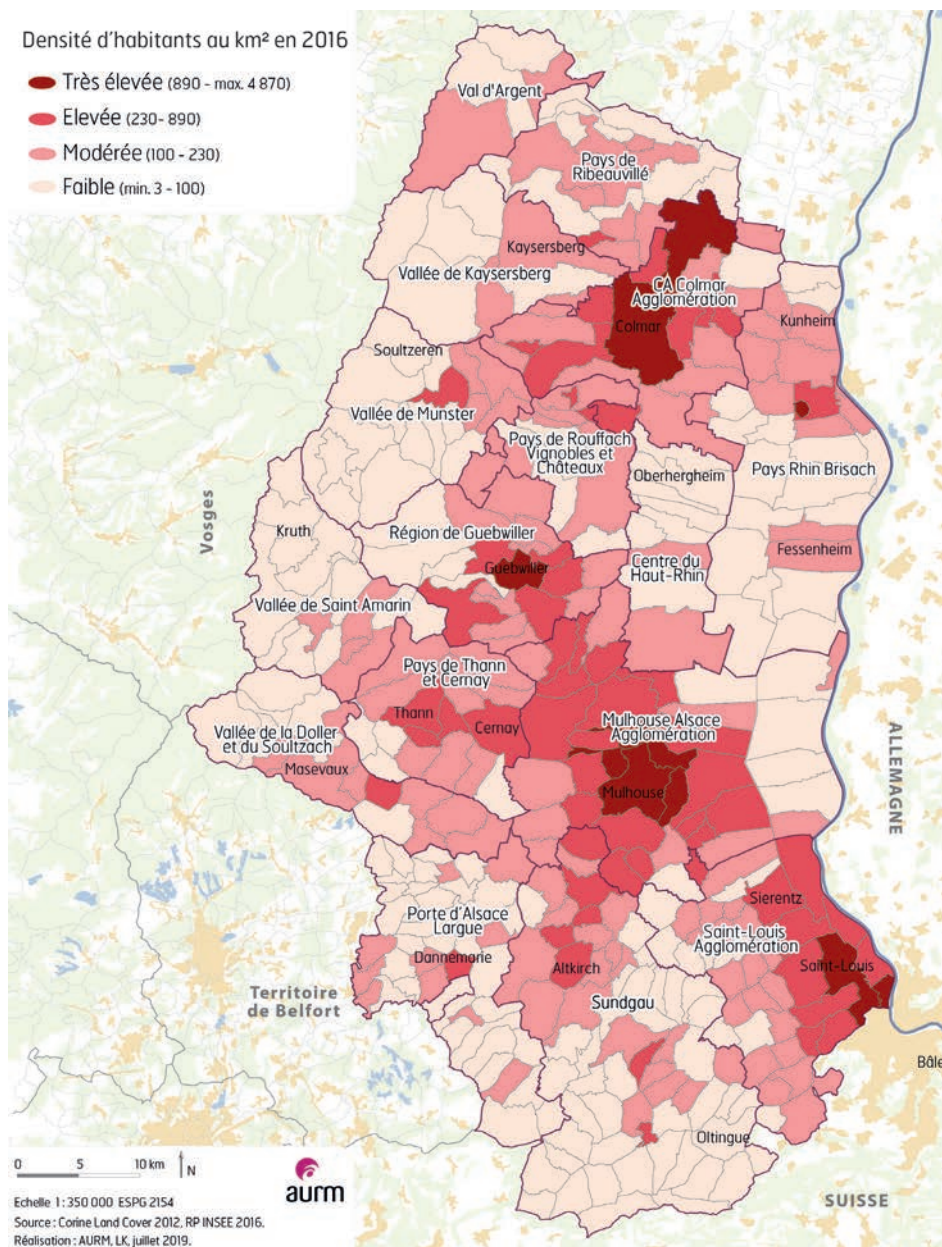 Densité d'habitants au km² en 2016
Très élevée (890 - max. 4 870)
Elevée (230 - 890)
Modérée (100 - 230)
Faible (min. 3 - 100)
Val d'Argent
Pays de
Ribeauvillé
Kaysersberg
Vallée de Kaysersberg
CA Colmar
Agglomération
Colmar
Kunheim
Soultzeren
Vallée de Munster
Pays de Rouffach
Vignobles et
Châteaux
Oberhergheim
Pays Rhin Brisach
Vosges
Kruth
Région de Guebwiller
Guebwiller
Centre du
Haut-Rhin
Fessenheim
Vallée de Saint Amarin
Pays de Thann
et Cernay
Thann
Cernay
Mulhouse Alsace
Agglomération
Mulhouse
Vallée de la Doller
et du Soultzach
Masevaux
ALLEMAGNE
Sierentz
Porte d'Alsace
Largue
Saint-Louis
Agglomération
Dannemarie
Altkirch
Saint-Louis
Territoire
de Belfort
Sundgau
Bâle
Oltingue
SUISSE
0 5 10 km N
aurm
Echelle 1 : 350 000 ESPG 2154
Source : Corine Land Cover 2012, RP INSEE 2016.
Réalisation : AURM, LK, juillet 2019.